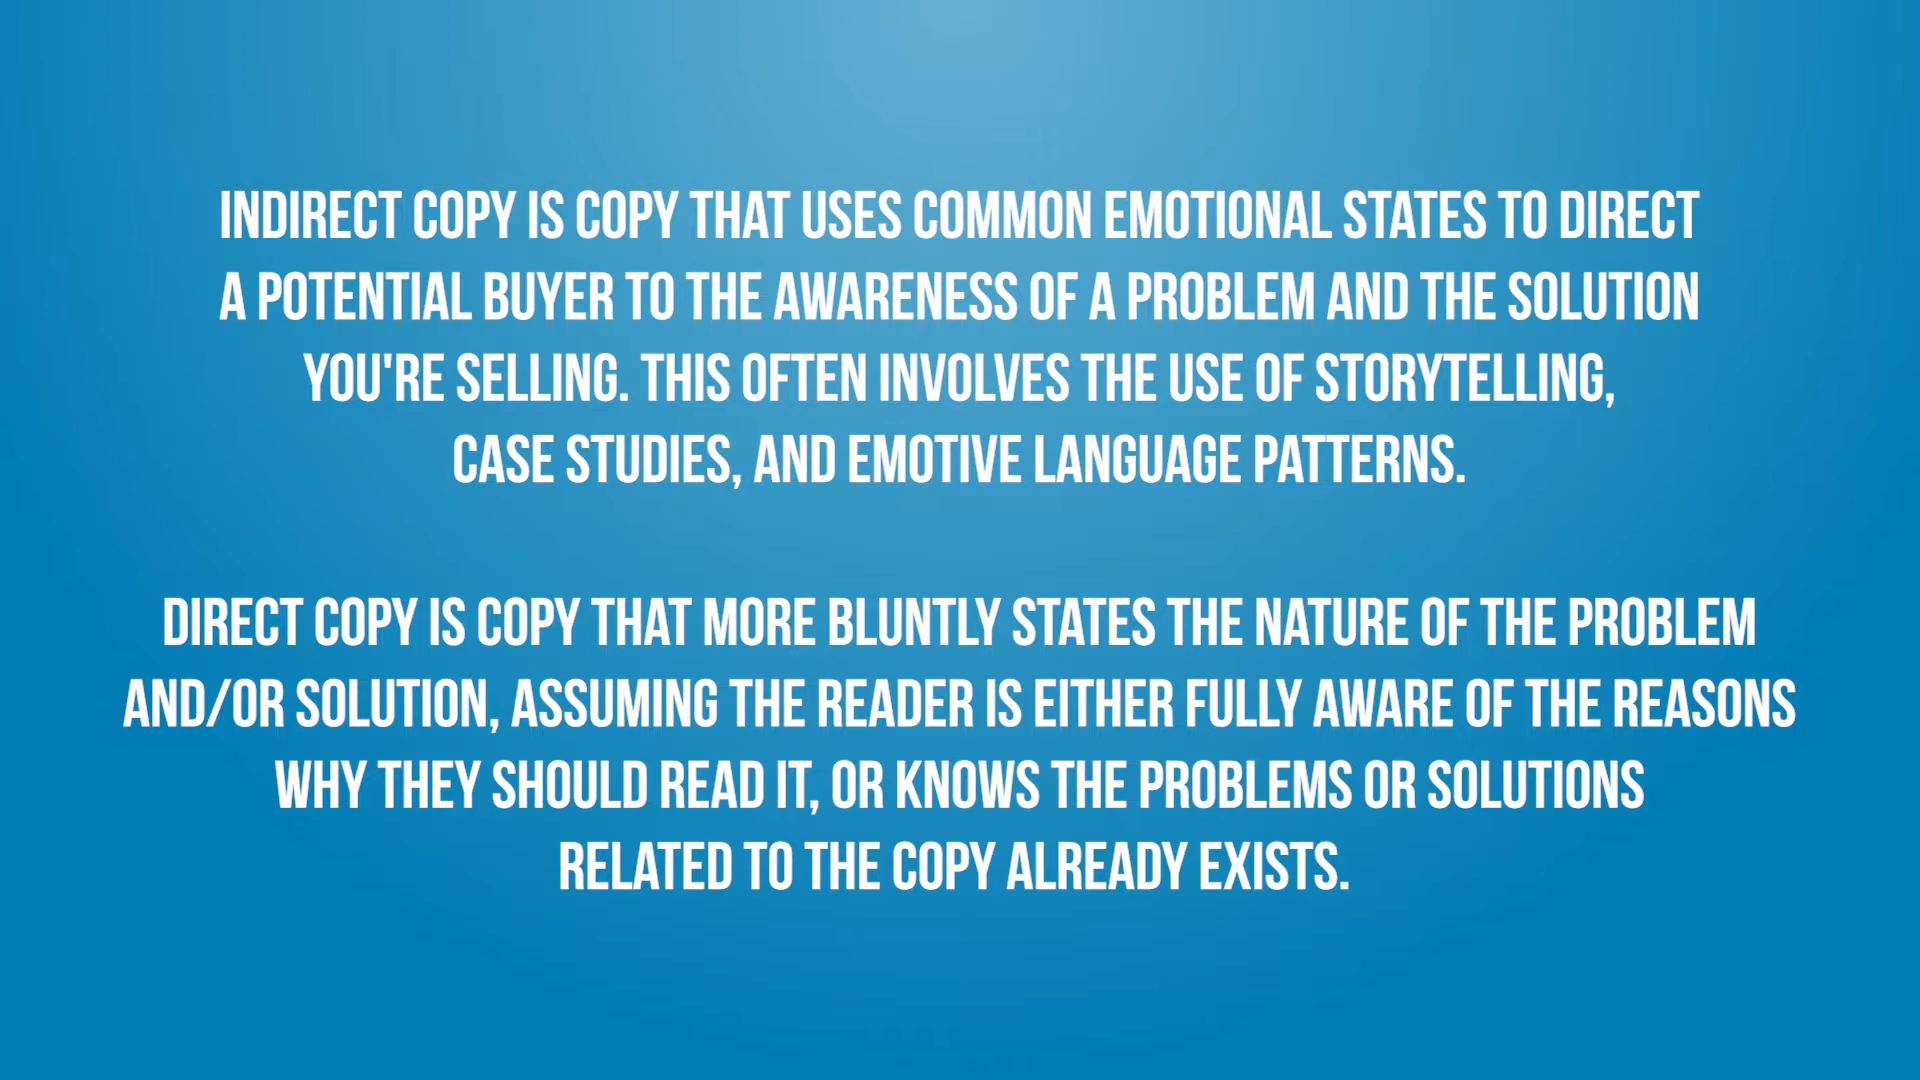 INDIRECT COPY IS COPY THAT USES COMMON EMOTIONAL STATES TO DIRECT
A POTENTIAL BUYER TO THE AWARENESS OF A PROBLEM AND THE SOLUTION
YOU'RE SELLING. THIS OFTEN INVOLVES THE USE OF STORYTELLING,
CASE STUDIES, AND EMOTIVE LANGUAGE PATTERNS.
DIRECT COPY IS COPY THAT MORE BLUNTLY STATES THE NATURE OF THE PROBLEM
AND/OR SOLUTION, ASSUMING THE READER IS EITHER FULLY AWARE OF THE REASONS
WHY THEY SHOULD READ IT, OR KNOWS THE PROBLEMS OR SOLUTIONS
RELATED TO THE COPY ALREADY EXISTS.